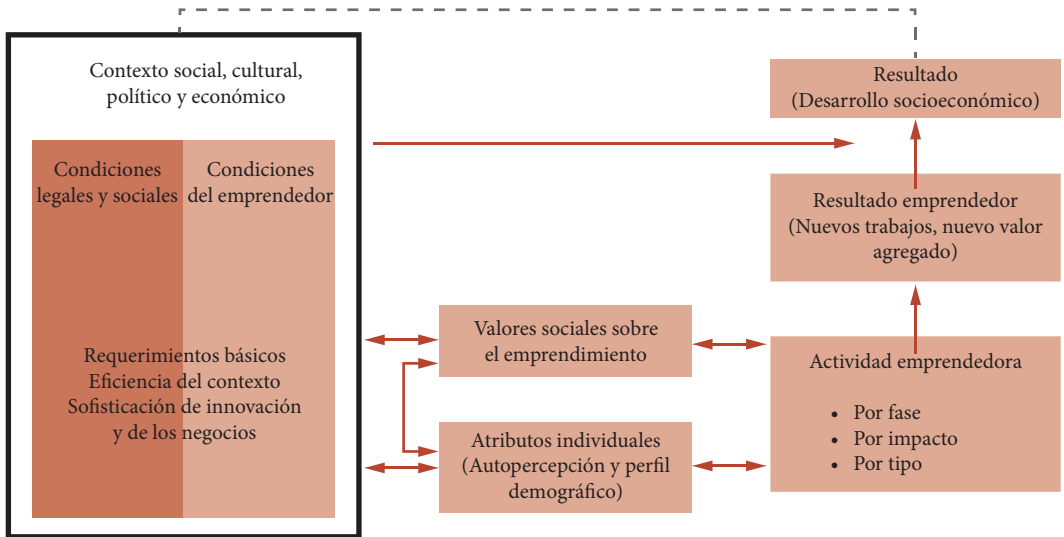 Contexto social, cultural,
político y económico
Condiciones
legales y sociales
Condiciones
del emprendedor
Requerimientos básicos
Eficiencia del contexto
Sofisticación de innovación
y de los negocios
Valores sociales sobre
el emprendimiento
Atributos individuales
(Autopercepción y perfil
demográfico)
Resultado
(Desarrollo socioeconómico)
Resultado emprendedor
(Nuevos trabajos, nuevo valor
agregado)
Actividad emprendedora
• Por fase
• Por impacto
• Por tipo